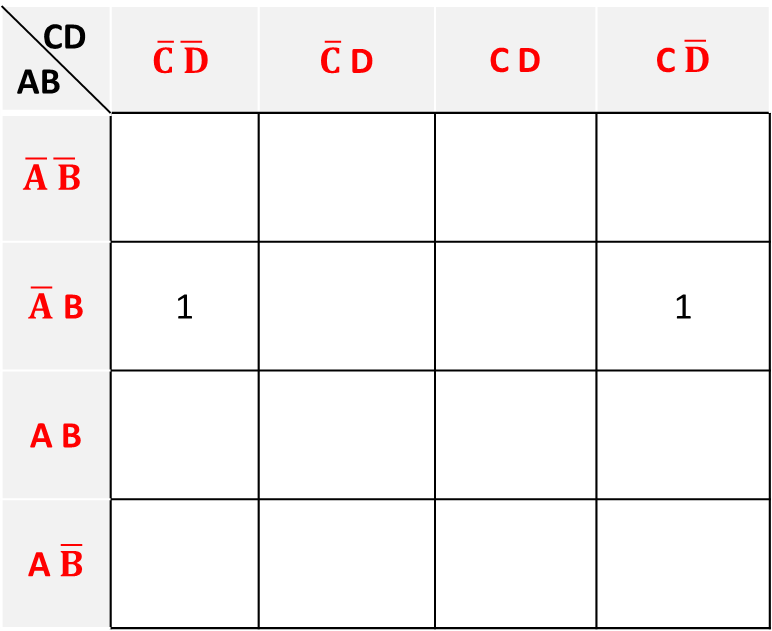 CD
AB
C̅ D̅ C̅ D C D C D̅
A̅ B̅
A̅ B 1 1
A B
A B̅